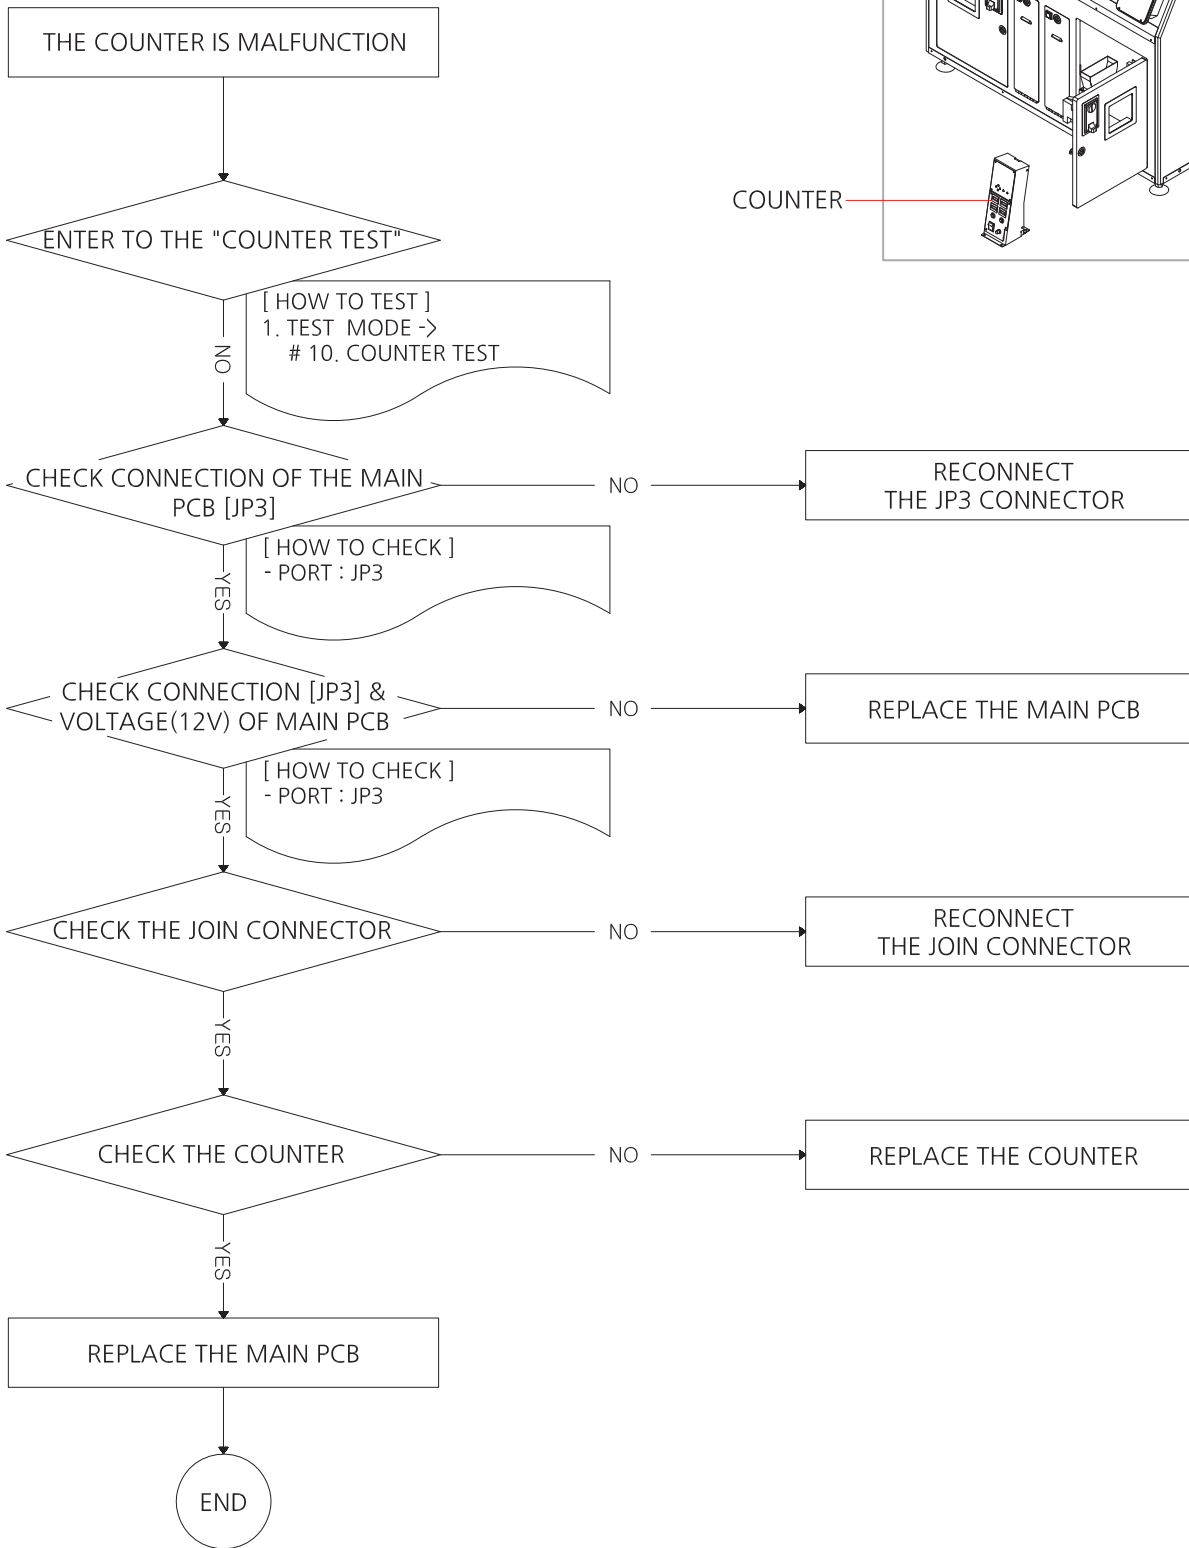 THE COUNTER IS MALFUNCTION
COUNTER
ENTER TO THE "COUNTER TEST"
[ HOW TO TEST ]
1. TEST MODE ->
# 10. COUNTER TEST
NO
CHECK CONNECTION OF THE MAIN
PCB [JP3]
NO
RECONNECT
THE JP3 CONNECTOR
[ HOW TO CHECK ]
- PORT : JP3
YES
CHECK CONNECTION [JP3] &
VOLTAGE(12V) OF MAIN PCB
NO
REPLACE THE MAIN PCB
[ HOW TO CHECK ]
- PORT : JP3
YES
CHECK THE JOIN CONNECTOR
NO
RECONNECT
THE JOIN CONNECTOR
YES
CHECK THE COUNTER
NO
REPLACE THE COUNTER
YES
REPLACE THE MAIN PCB
END